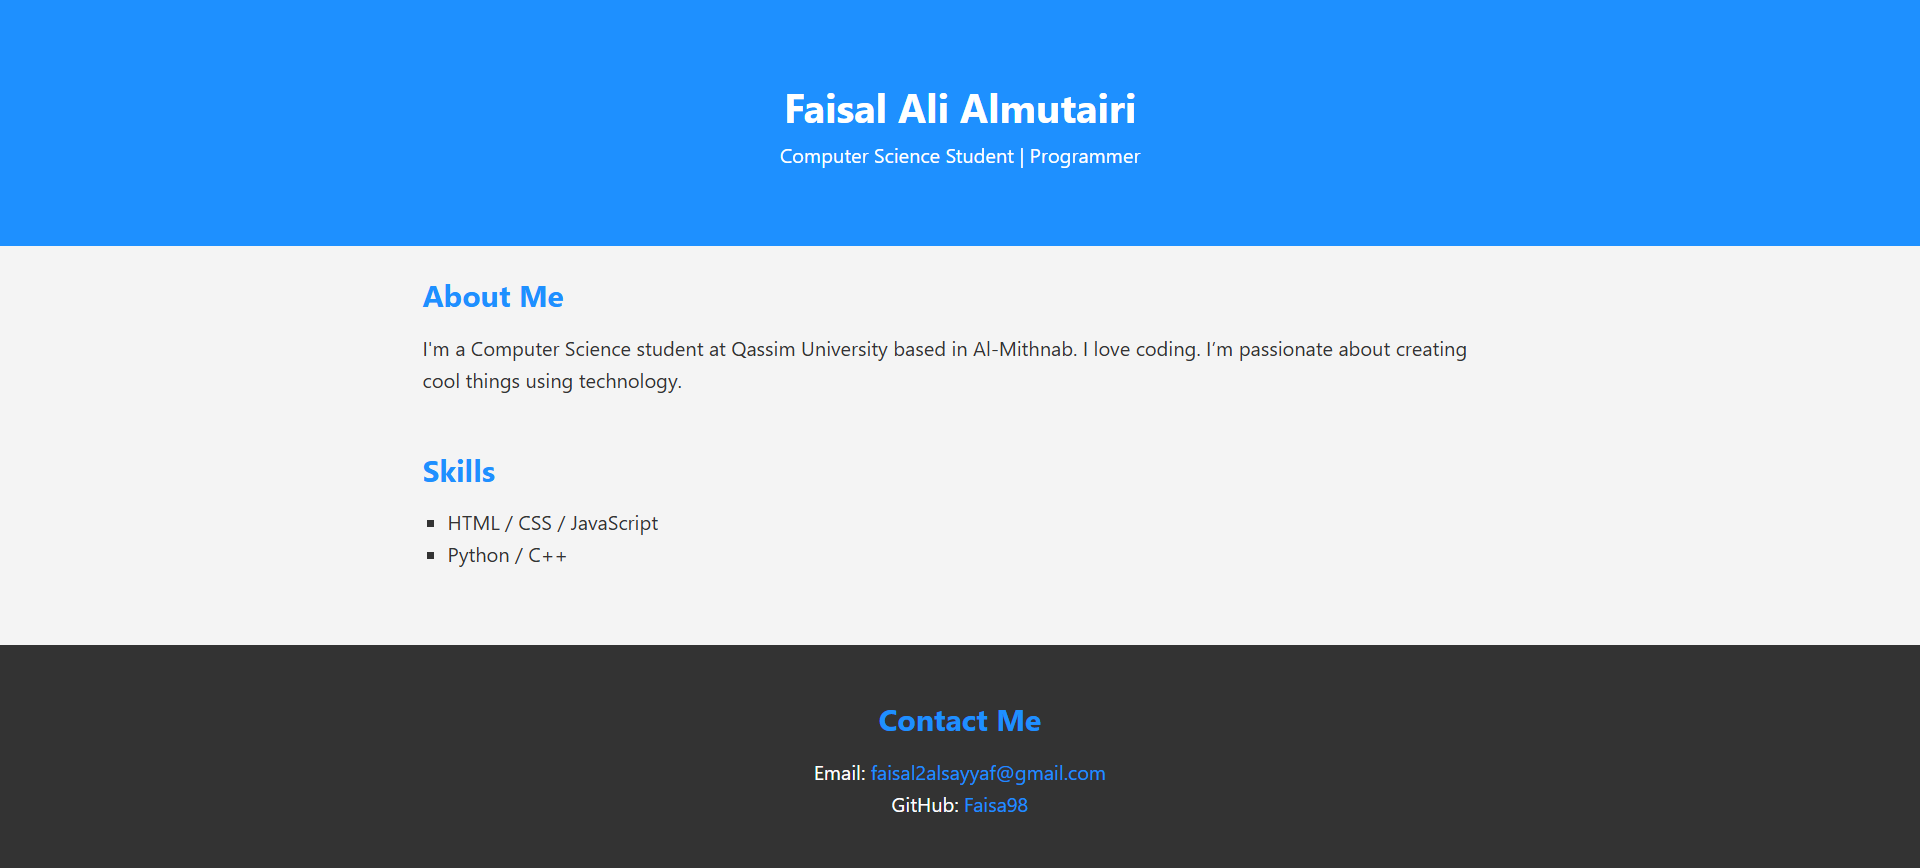 Faisal Ali Almutairi
Computer Science Student | Programmer
About Me
I'm a Computer Science student at Qassim University based in Al-Mithnab. I love coding. I’m passionate about creating
cool things using technology.
Skills
HTML / CSS / JavaScript
Python / C++
Contact Me
Email: faisal2alsayyaf@gmail.com
GitHub: Faisa98